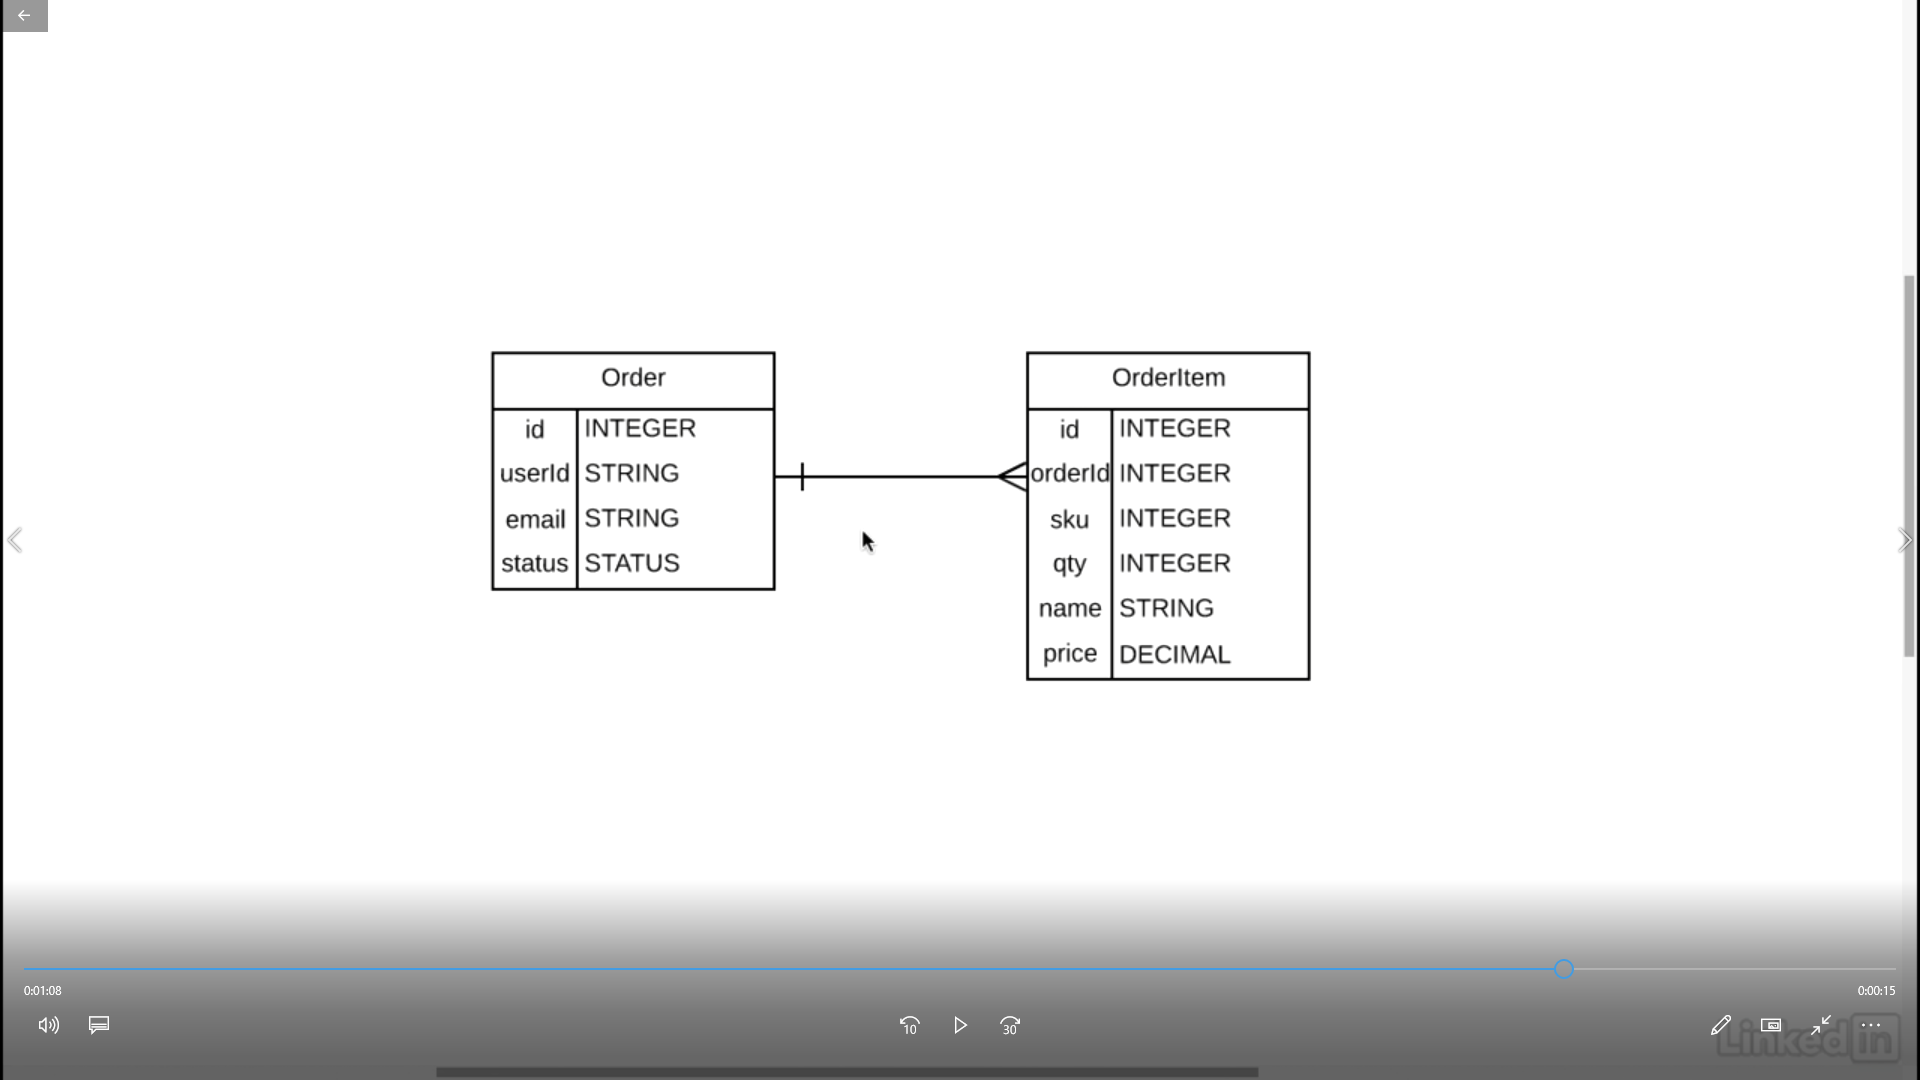 Order
id INTEGER
userId STRING
email STRING
status STATUS
OrderItem
id INTEGER
orderId INTEGER
sku INTEGER
qty INTEGER
name STRING
price DECIMAL
0:01:08
0:00:15
10
30
Linked in